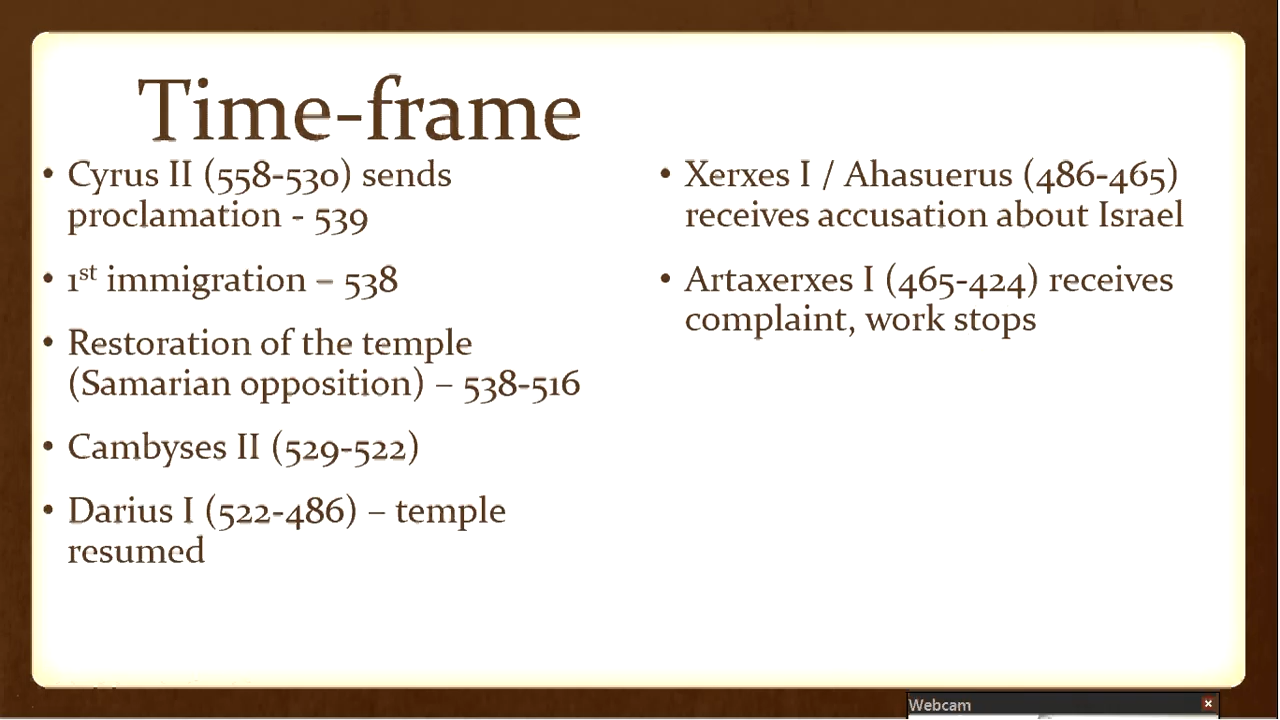 Time-frame
• Cyrus II (558-530) sends
proclamation - 539
• 1st immigration – 538
• Restoration of the temple
(Samarian opposition) – 538-516
• Cambyses II (529-522)
• Darius I (522-486) – temple
resumed
• Xerxes I / Ahasuerus (486-465)
receives accusation about Israel
• Artaxerxes I (465-424) receives
complaint, work stops
Webcam